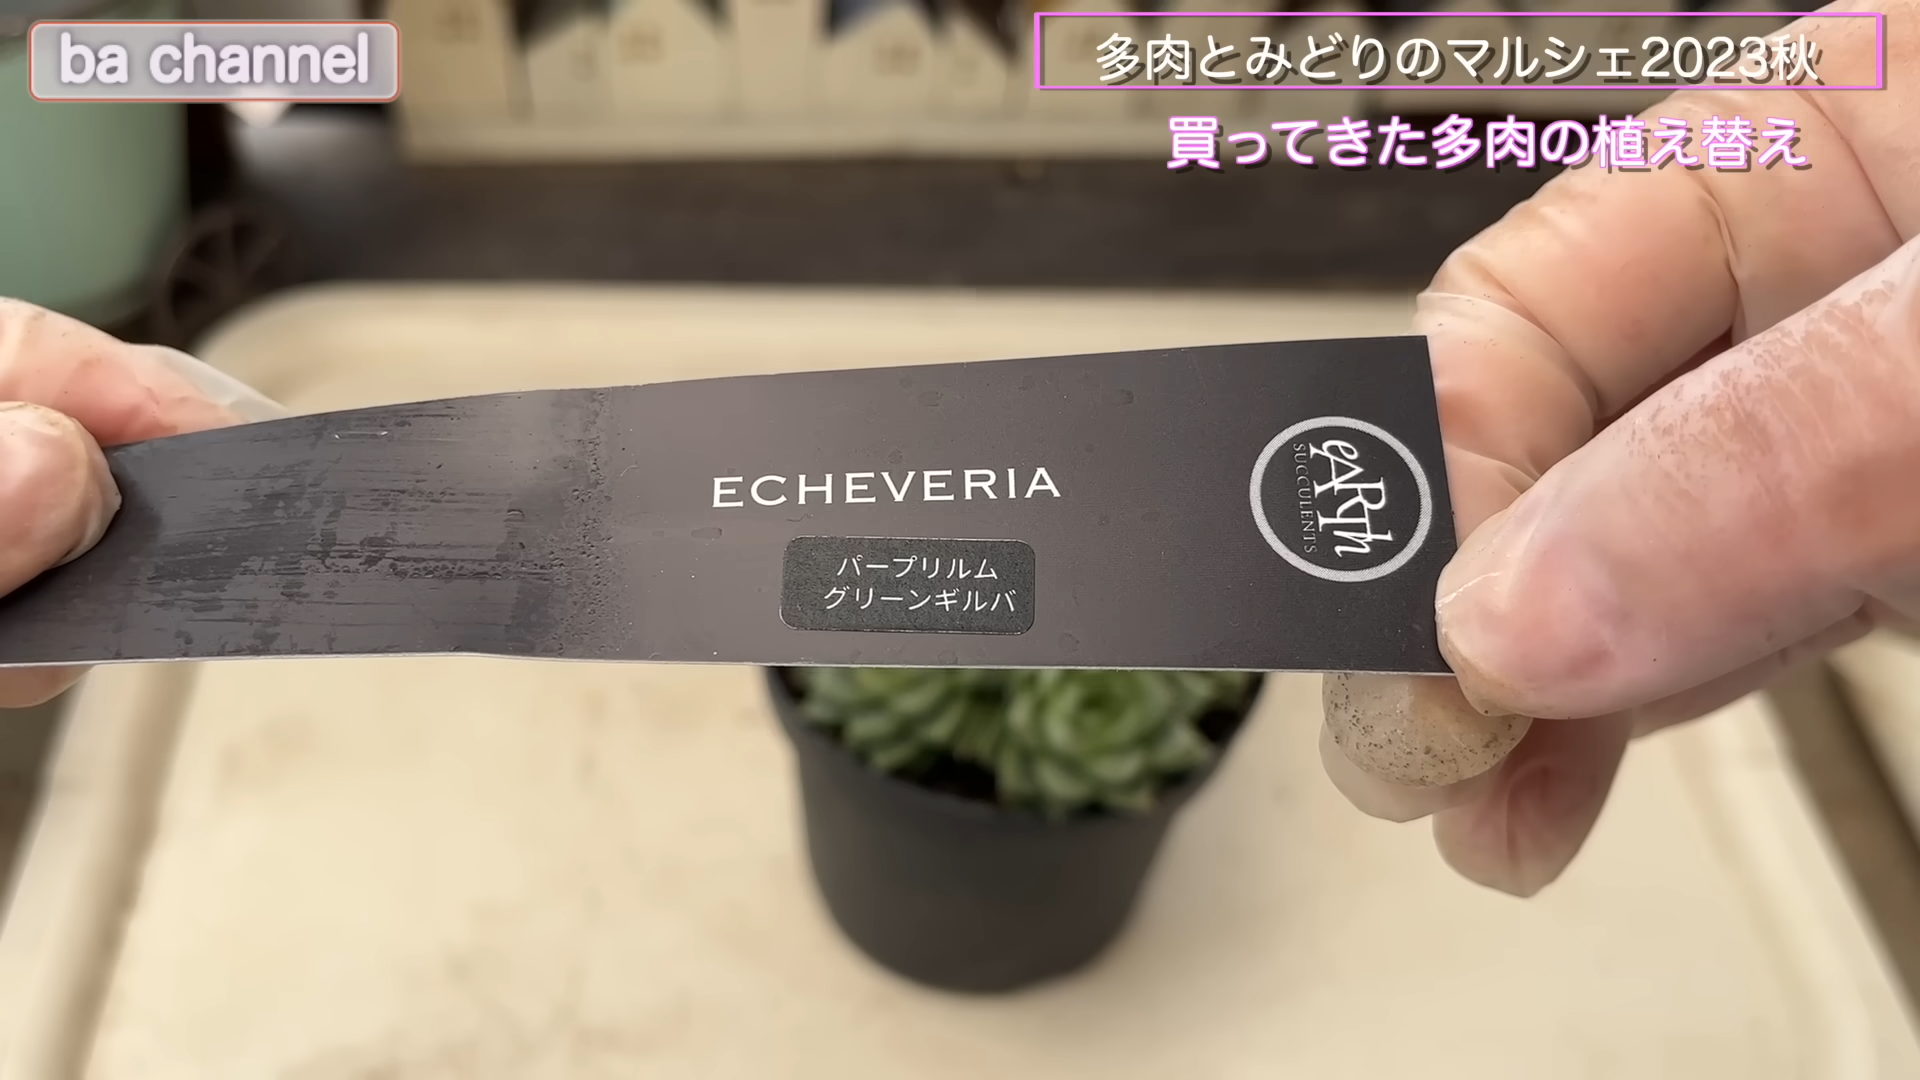 ba channel
多肉とみどりのマルシェ2023秋
買ってきた多肉の植え替え
ECHEVERIA
パープリルム
グリーンギルバ
eARTh
SUCCULENTS